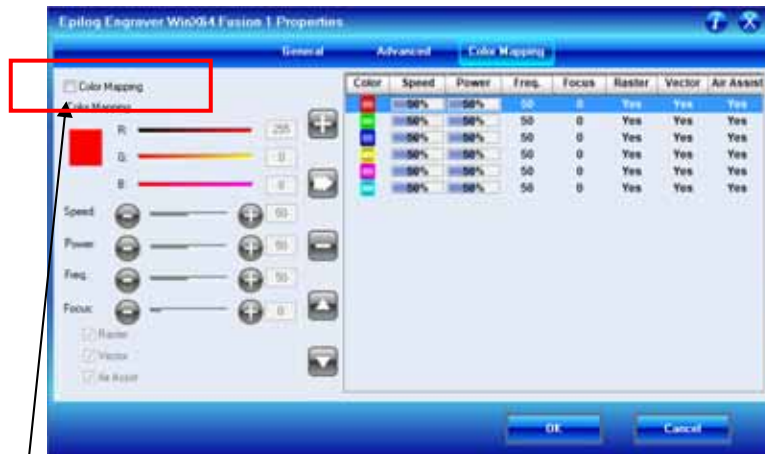 Epilog Engraver WinX64 Fusion 1 Properties
General Advanced Color Mapping
Color Mapping
Color Mapping
R: 255
G: 0
B: 0
Speed: 50
Power: 50
Freq.: 50
Focus: 0
Raster
Vector
Air Assist
Color Speed Power Freq. Focus Raster Vector Air Assist
50% 50% 50 0 Yes Yes Yes
50% 50% 50 0 Yes Yes Yes
50% 50% 50 0 Yes Yes Yes
50% 50% 50 0 Yes Yes Yes
50% 50% 50 0 Yes Yes Yes
50% 50% 50 0 Yes Yes Yes
OK Cancel